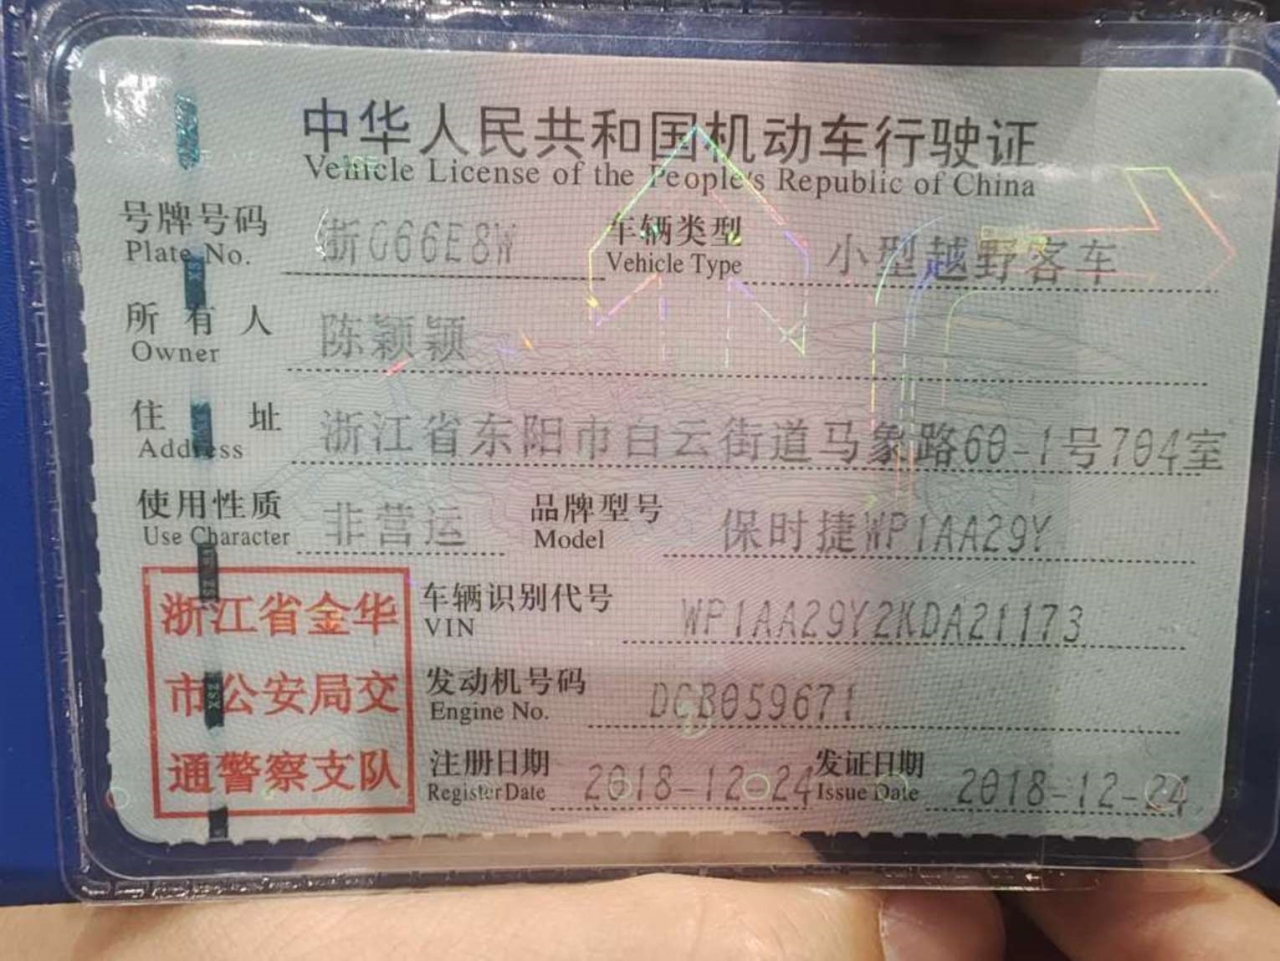 中华人民共和国机动车行驶证
Vehicle License of the People's Republic of China
号牌号码 浙G66E8W 车辆类型 小型越野客车
Plate No. Vehicle Type
所有人 陈颖颖
Owner
住址 浙江省东阳市白云街道马象路60-1号704室
Address
使用性质 非营运 品牌型号 保时捷WP1AA29Y
Use Character Model
浙江省金华
市公安局交
通警察支队
车辆识别代号 WP1AA29Y2KDA21173
VIN
发动机号码 DCB059671
Engine No.
注册日期 2018-12-24 发证日期 2018-12-24
Register Date Issue Date